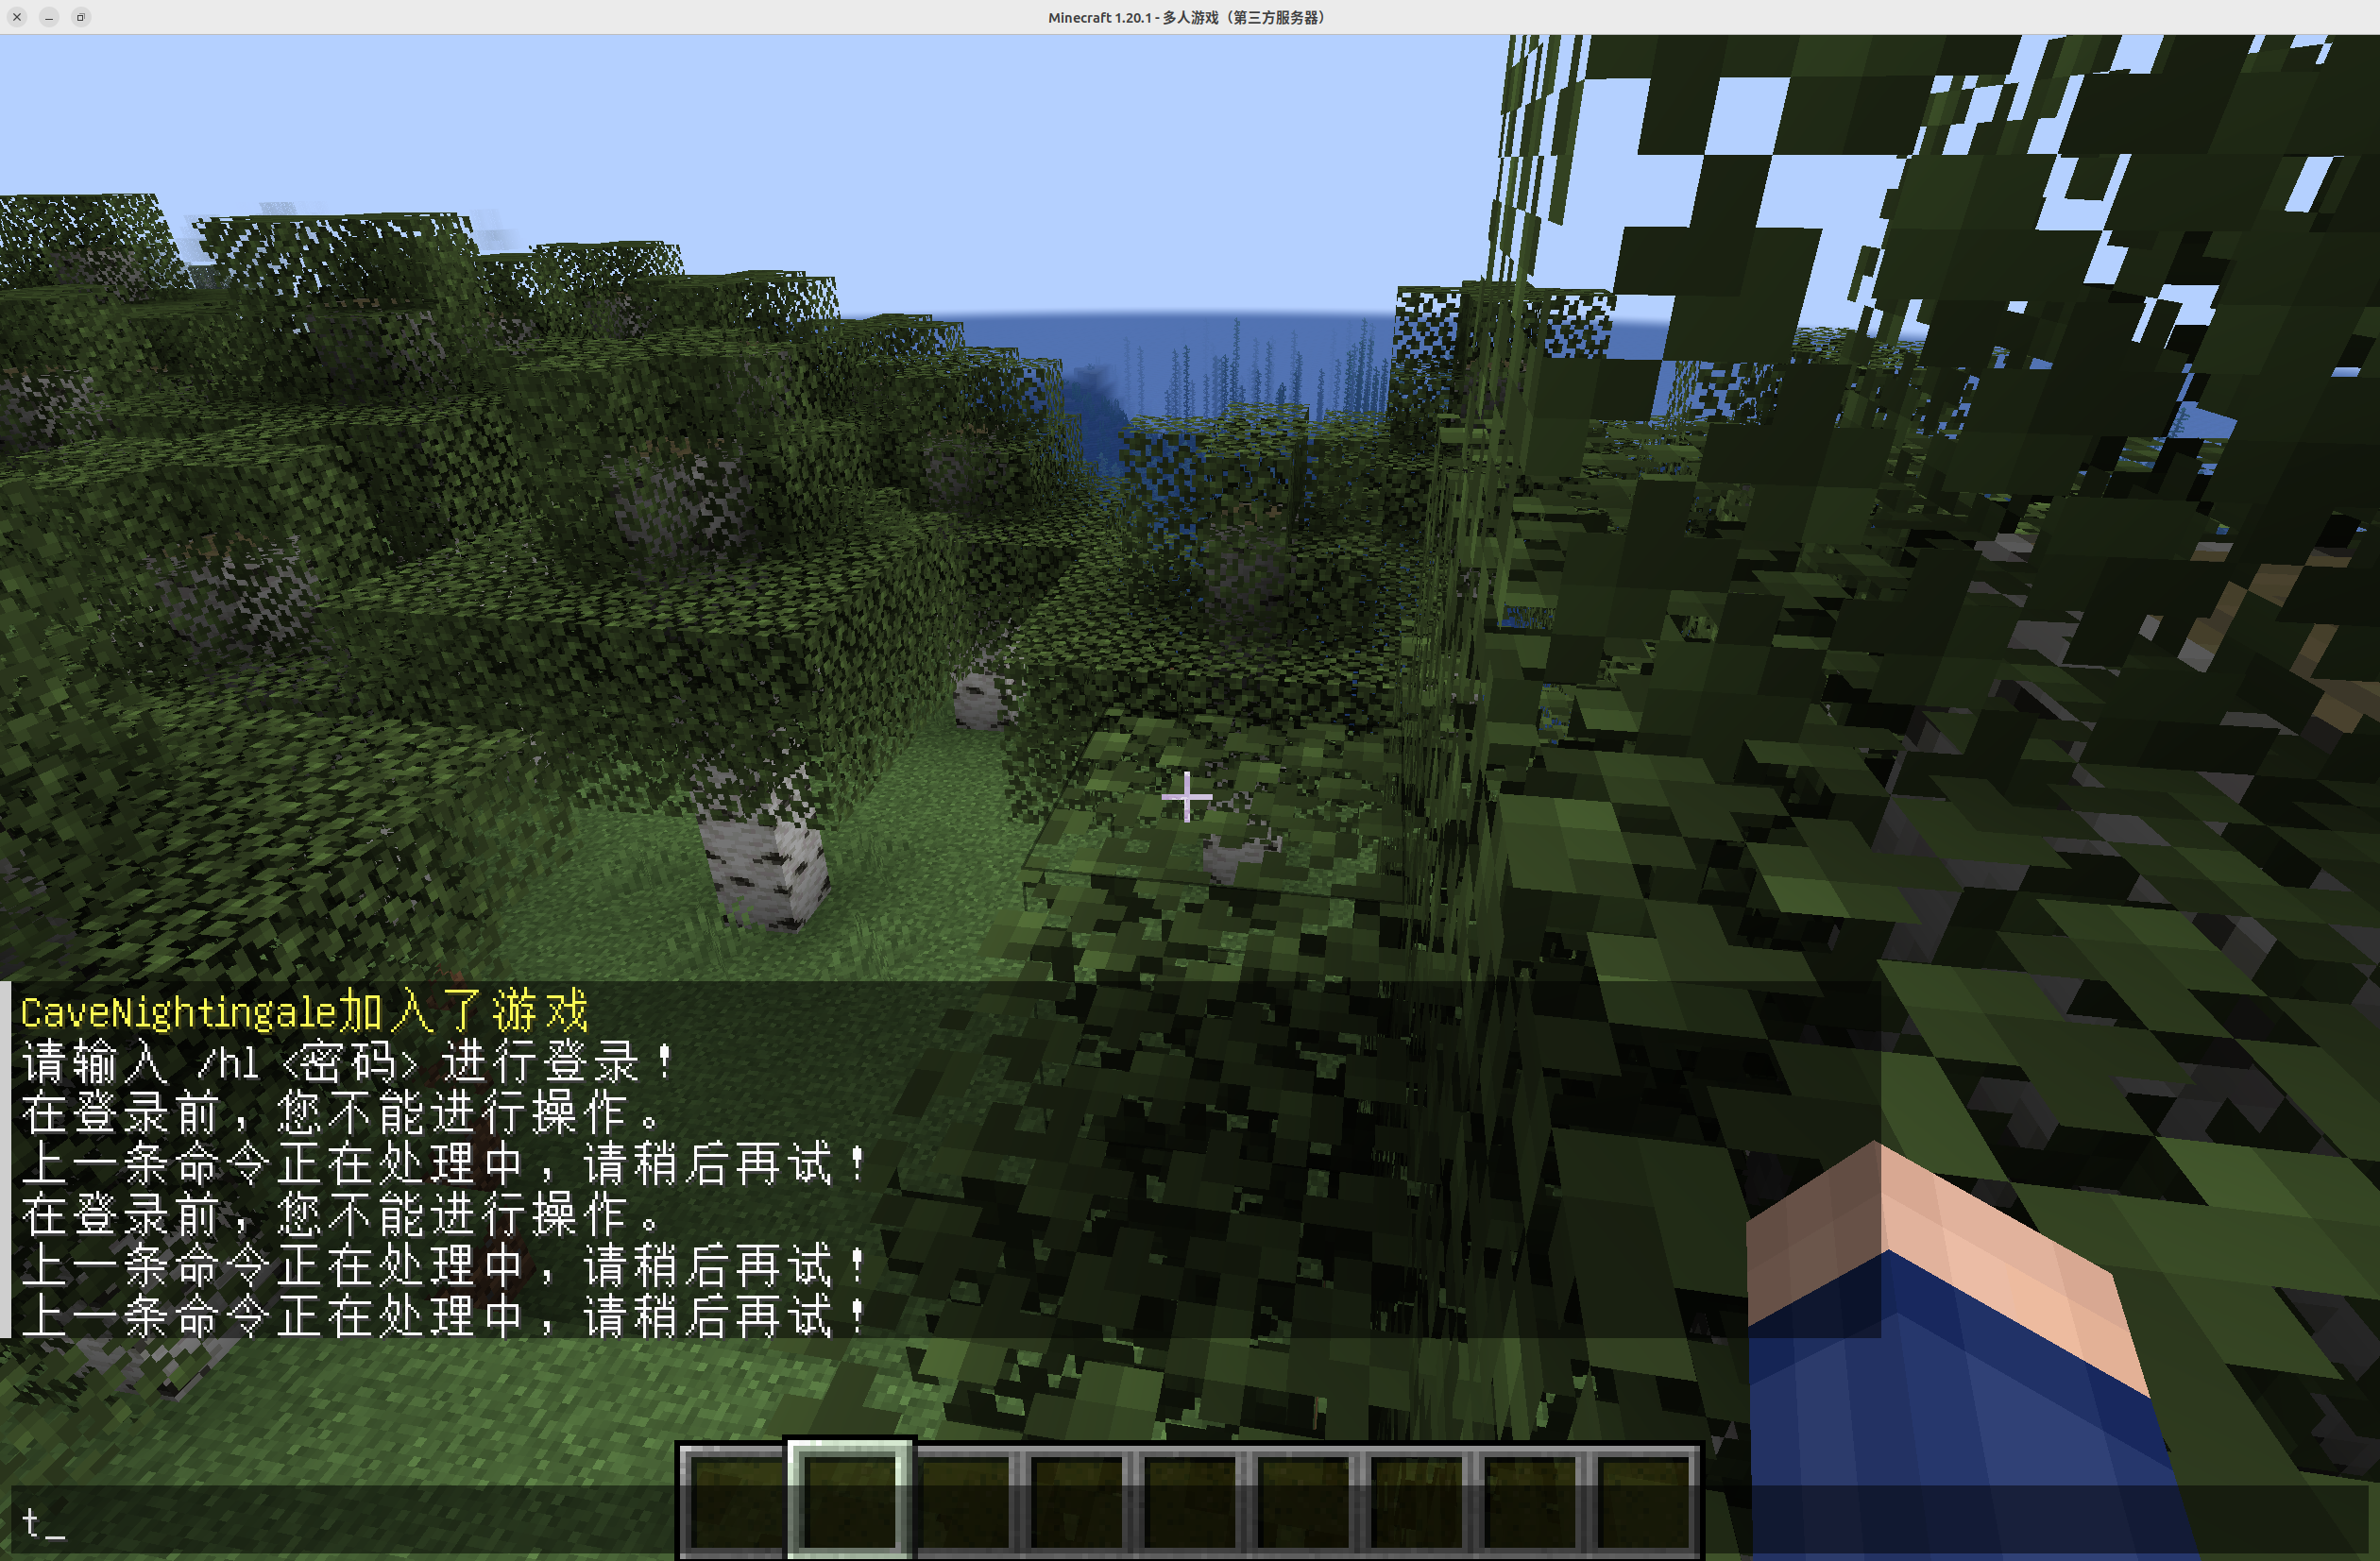 Minecraft 1.20.1 - 多人游戏（第三方服务器）
CaveNightingale加入了游戏
请输入 /hl <密码> 进行登录！
在登录前，您不能进行操作。
上一条命令正在处理中，请稍后再试！
在登录前，您不能进行操作。
上一条命令正在处理中，请稍后再试！
上一条命令正在处理中，请稍后再试！
t_